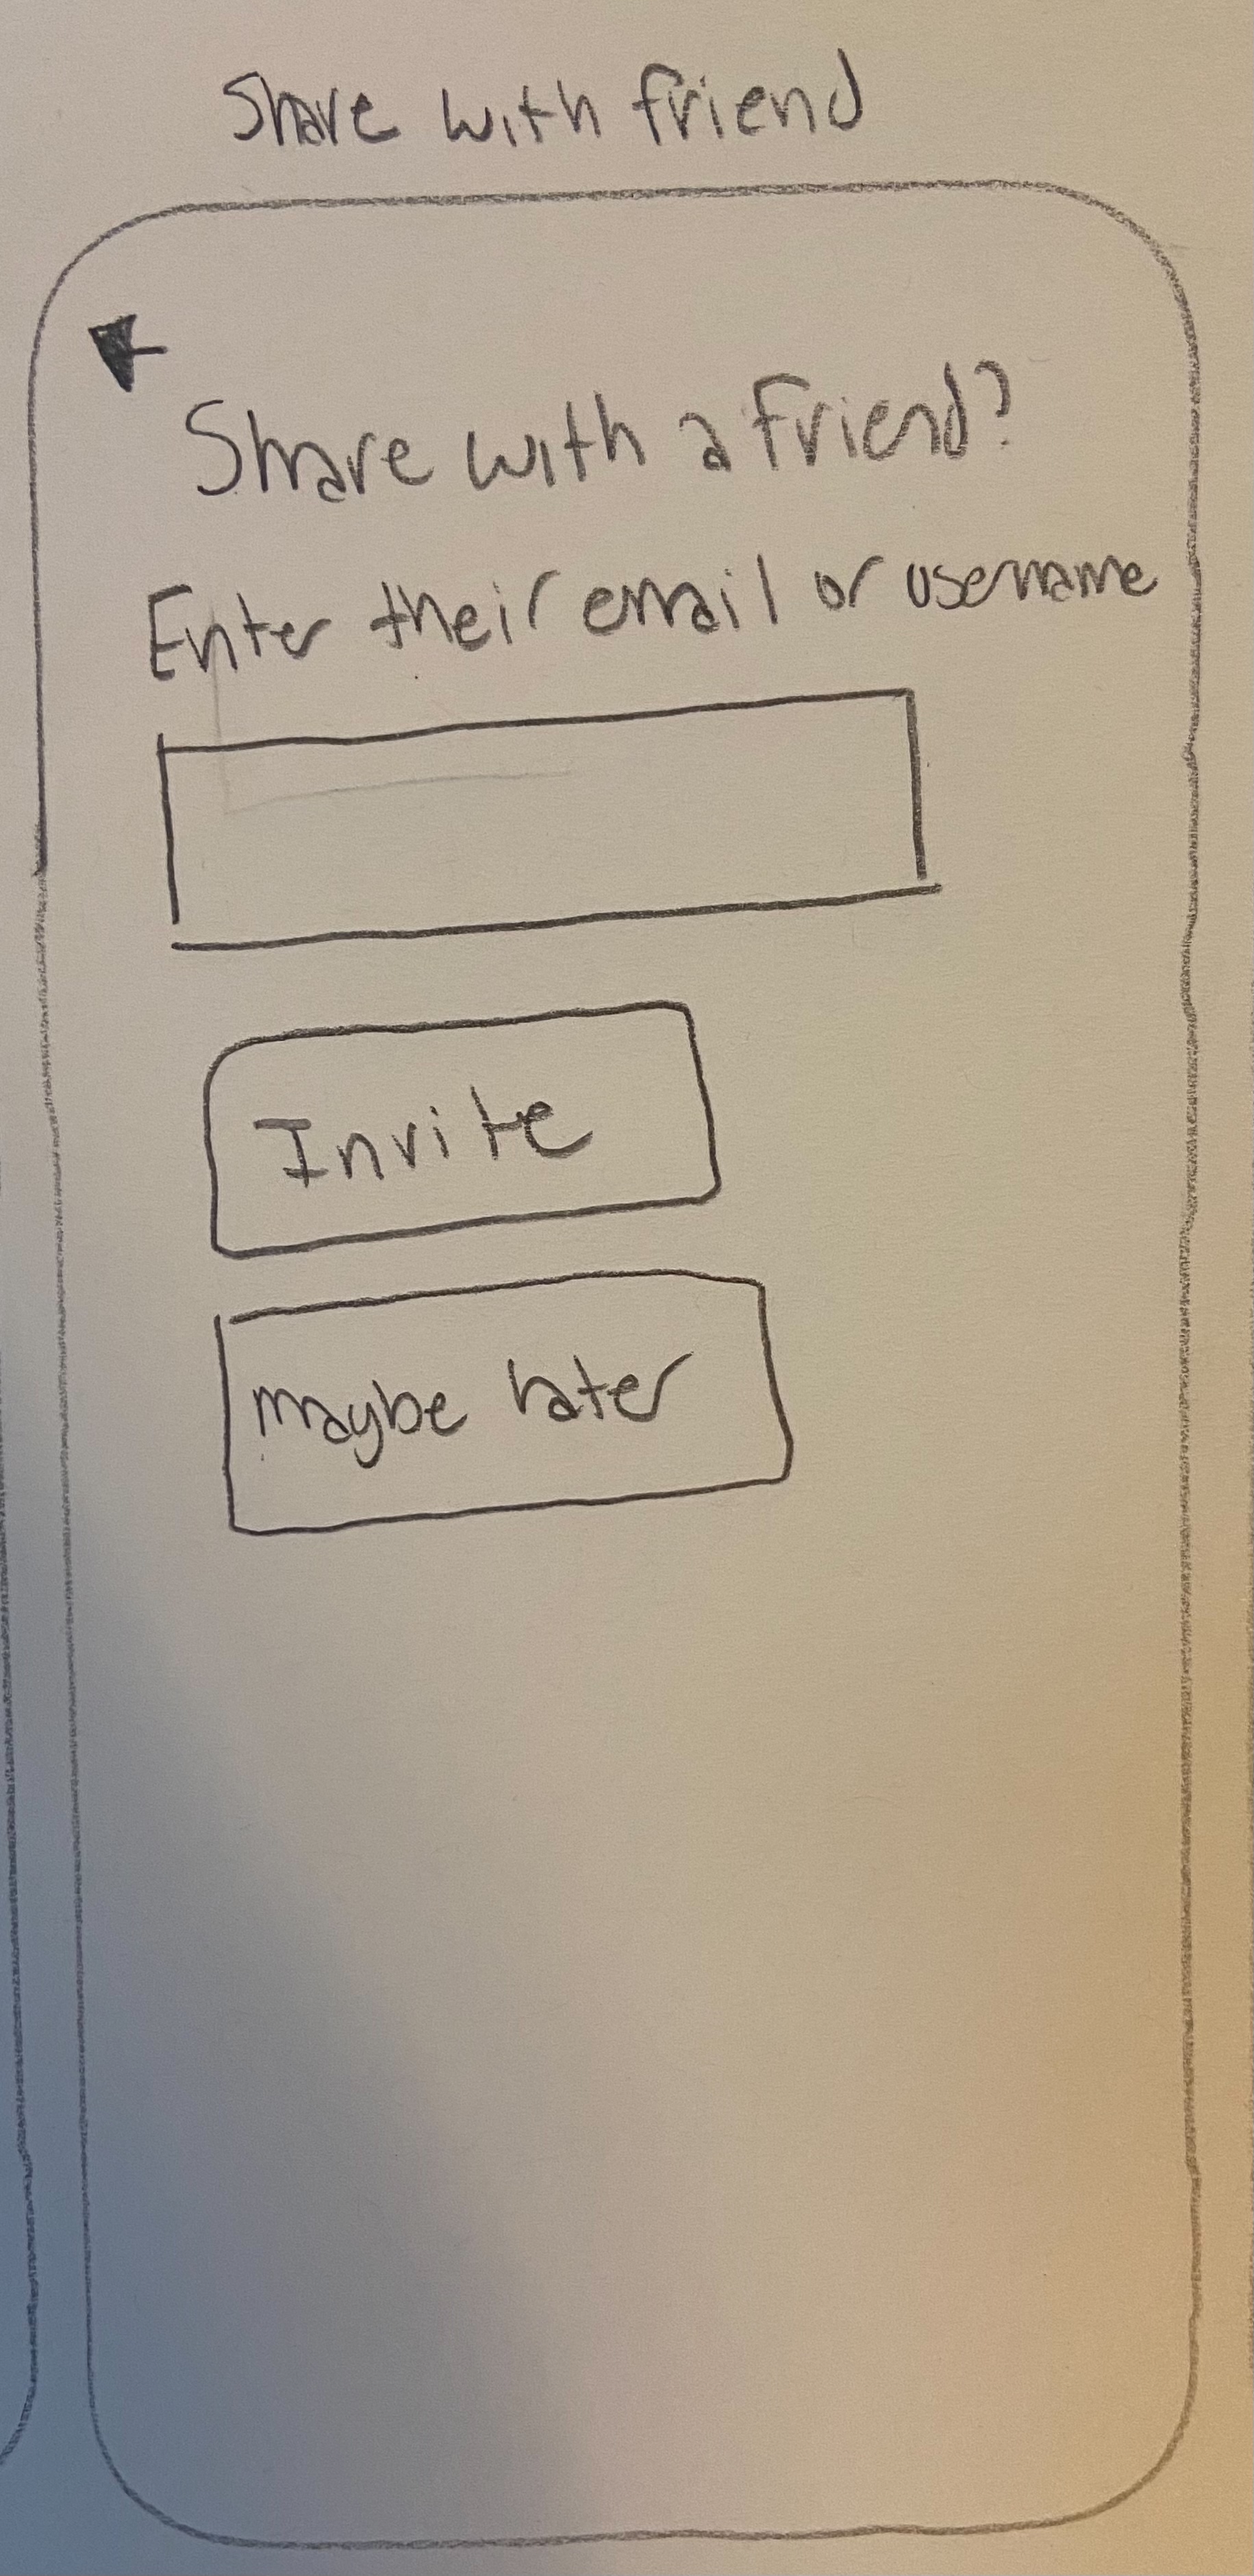 Share with friend
Share with a friend?
Enter their email or username
Invite
maybe later